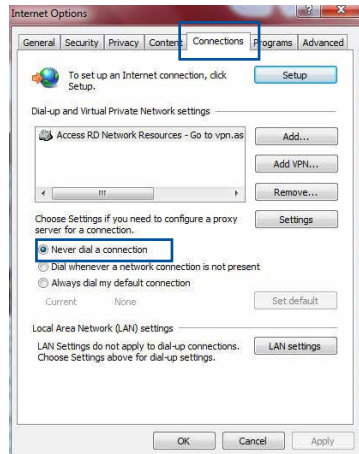 Internet Options
General Security Privacy Content Connections Programs Advanced
To set up an Internet connection, click
Setup.
Setup
Dial-up and Virtual Private Network settings
Access RD Network Resources - Go to vpn.as
Add...
Add VPN...
Remove...
Choose Settings if you need to configure a proxy
server for a connection.
Settings
Never dial a connection
Dial whenever a network connection is not present
Always dial my default connection
Current None
Set default
Local Area Network (LAN) settings
LAN Settings do not apply to dial-up connections.
Choose Settings above for dial-up settings.
LAN settings
OK Cancel Apply